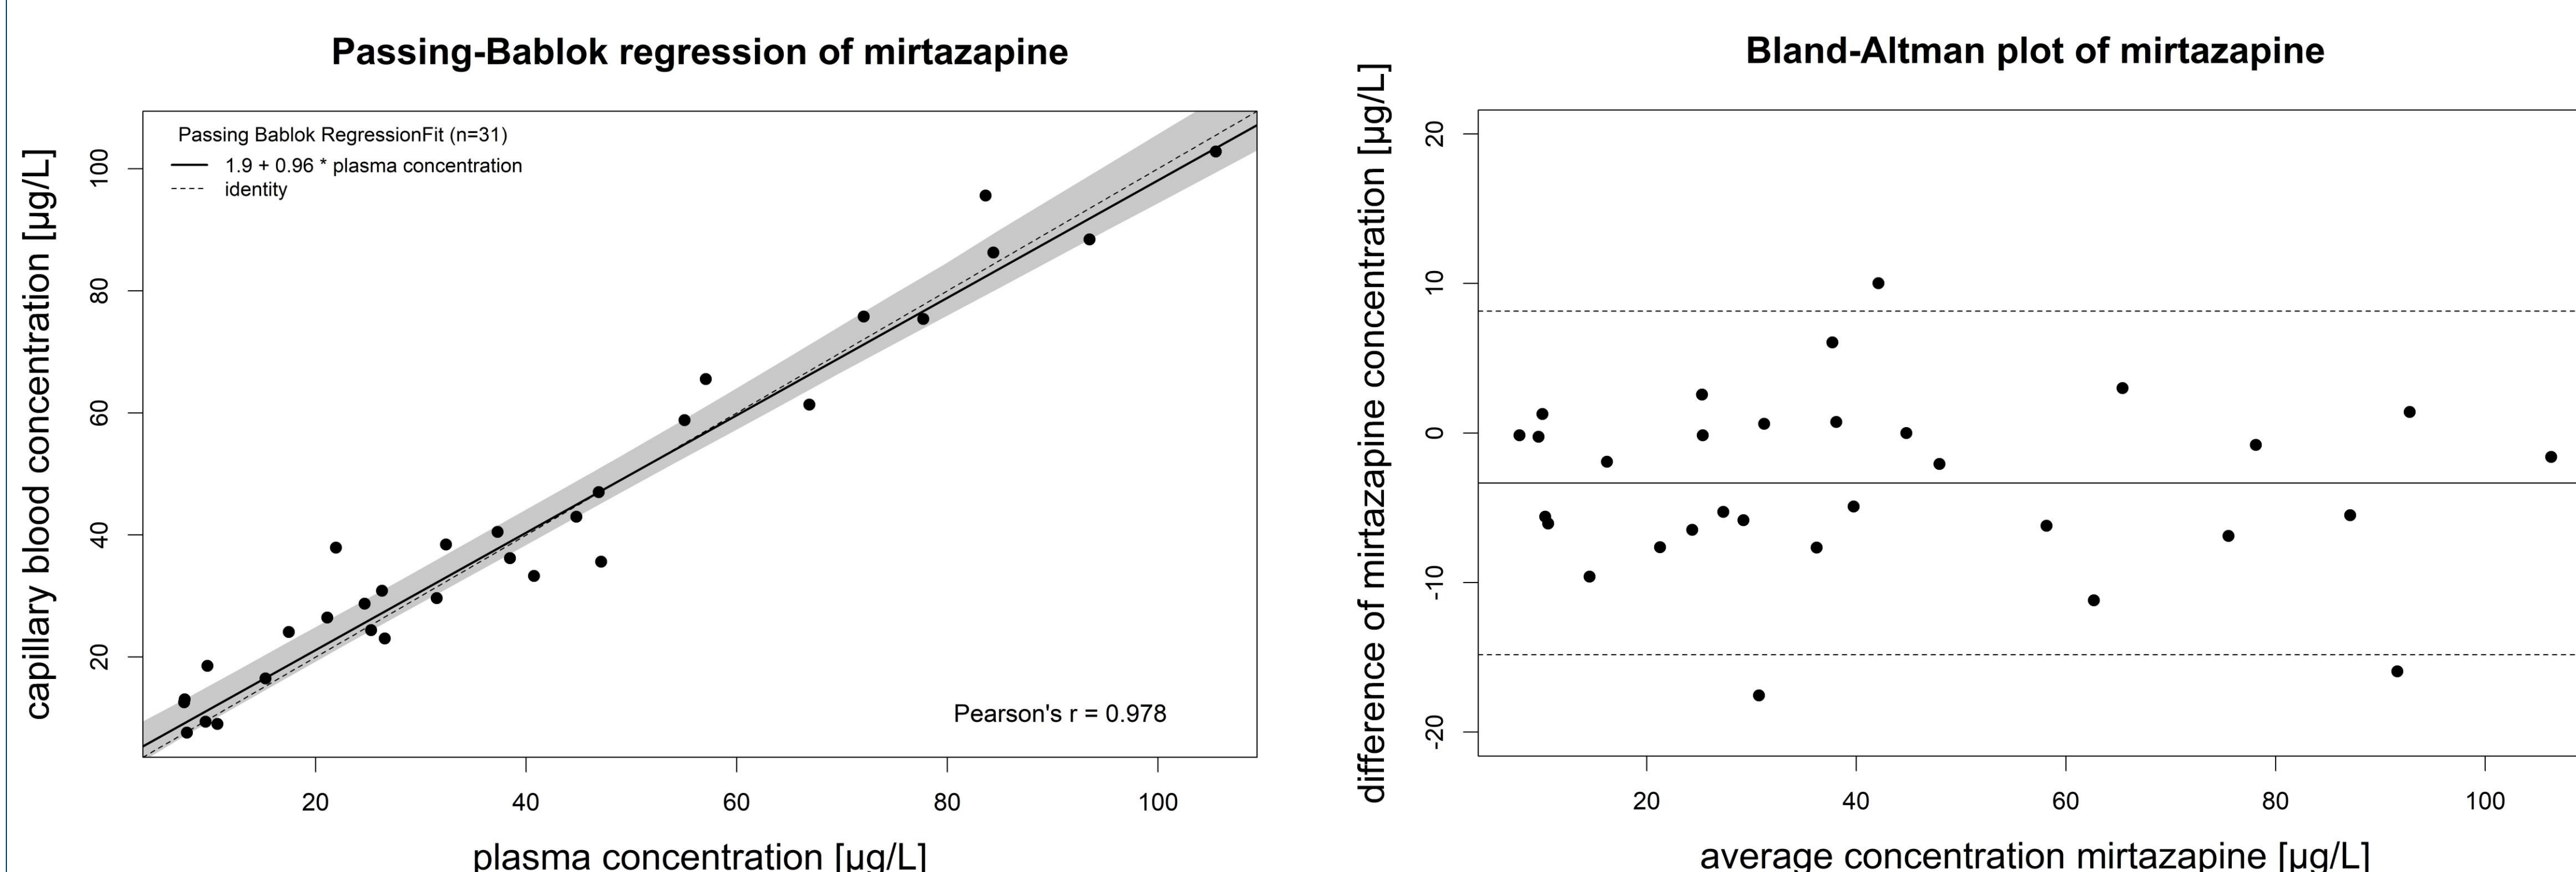 Passing-Bablok regression of mirtazapine
capillary blood concentration [µg/L]
100
80
60
40
20
Passing Bablok RegressionFit (n=31)
1.9 + 0.96 * plasma concentration
identity
Pearson's r = 0.978
20 40 60 80 100
plasma concentration [µg/L]
Bland-Altman plot of mirtazapine
difference of mirtazapine concentration [µg/L]
20
10
0
-10
-20
20 40 60 80 100
average concentration mirtazapine [µg/L]